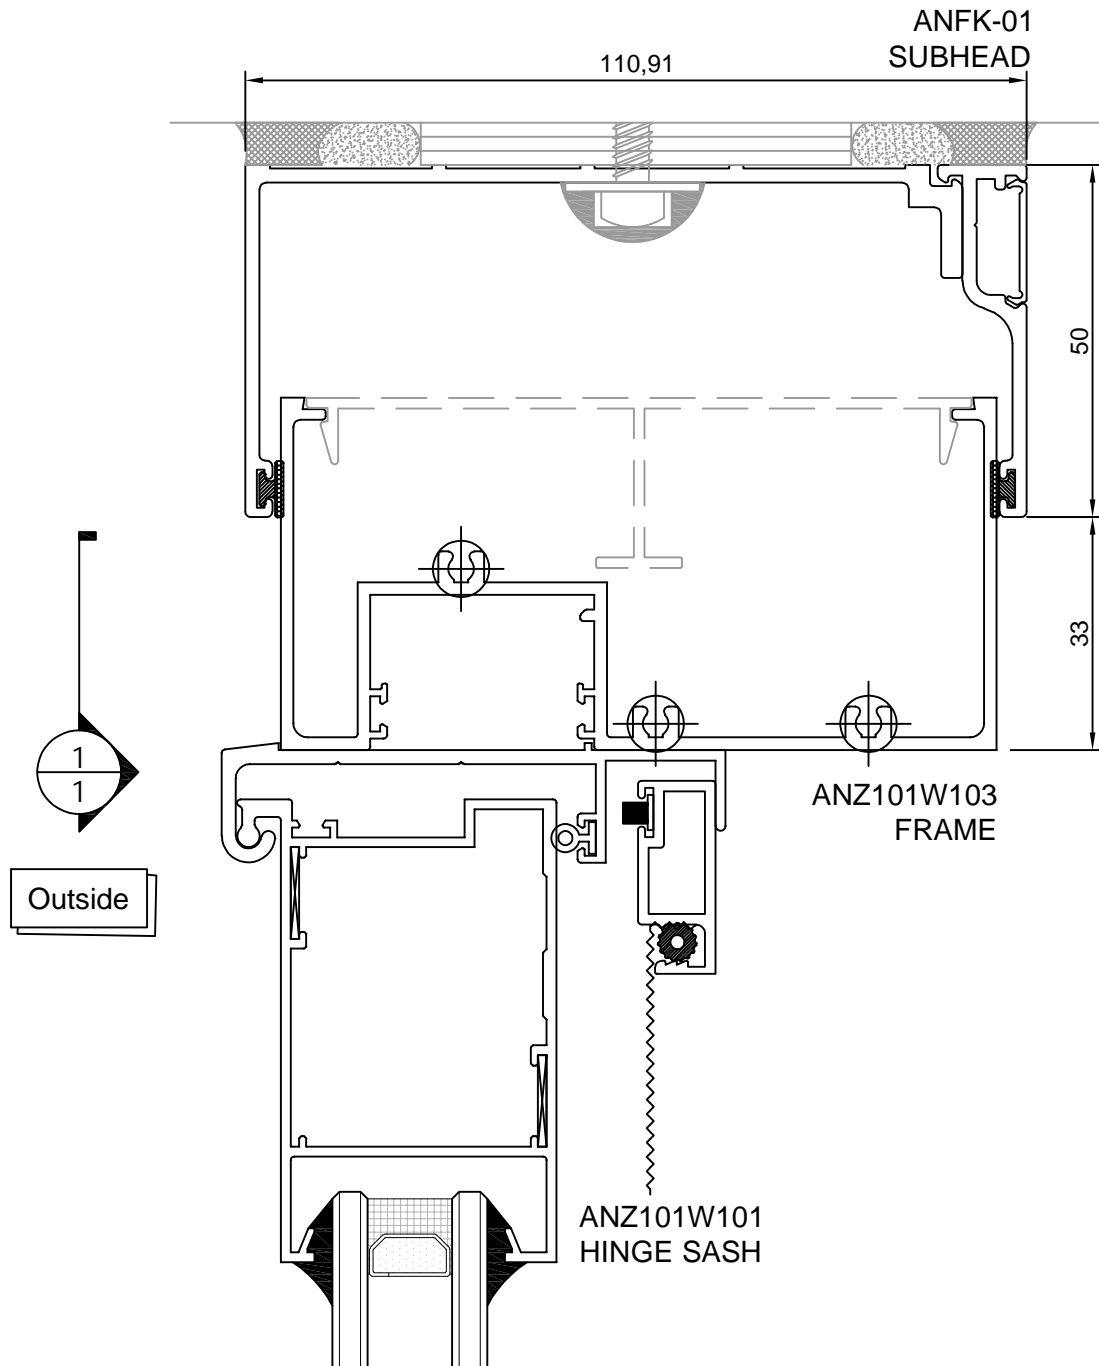 ANFK-01
SUBHEAD
110,91
50
33
1
1
ANZ101W103
FRAME
Outside
ANZ101W101
HINGE SASH